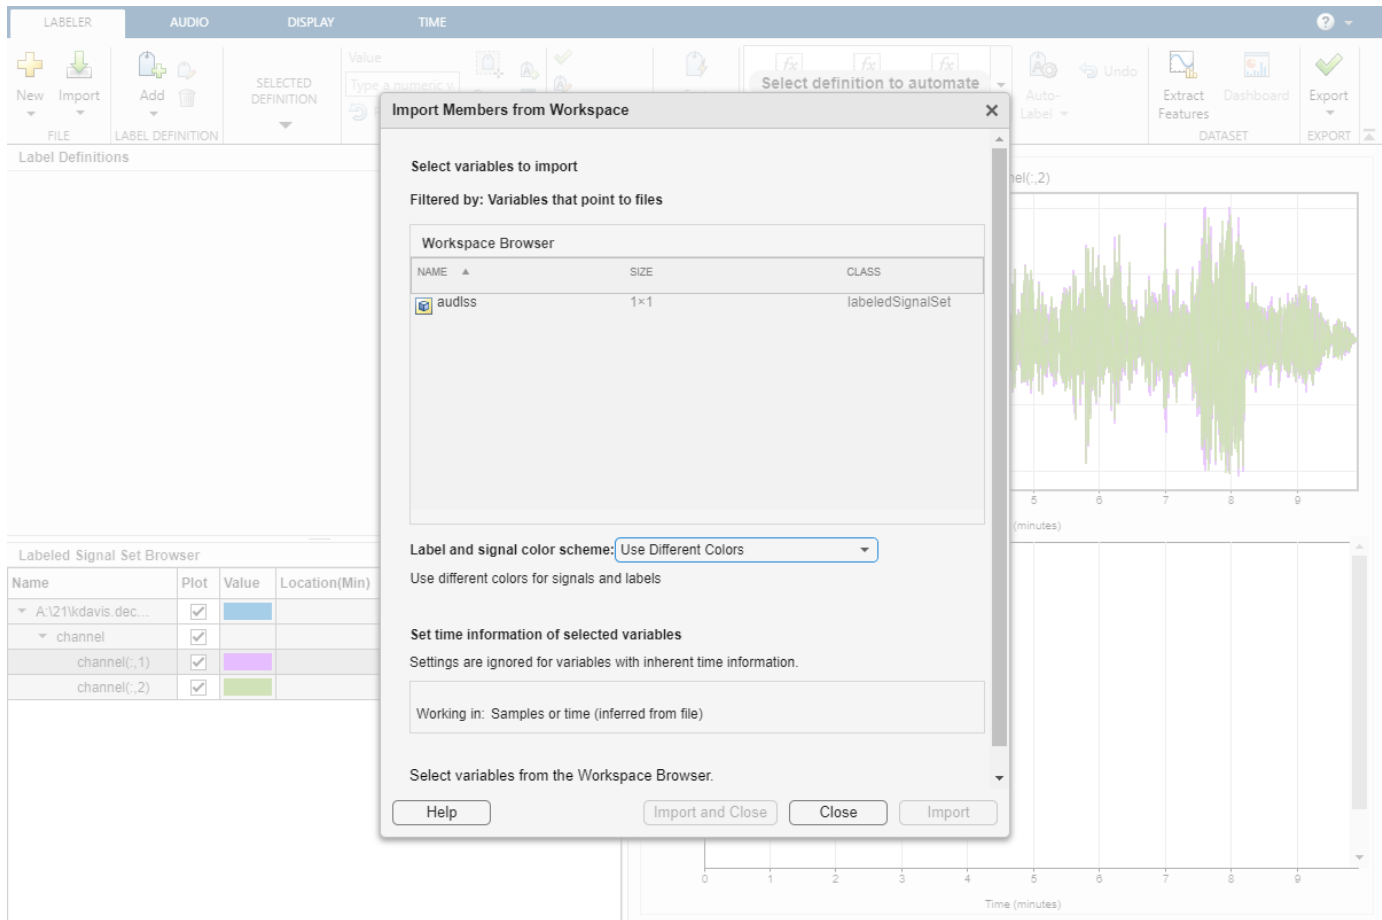 LABELER AUDIO DISPLAY TIME
Value
New Import Add SELECTED DEFINITION Type a numeric v
FILE LABEL DEFINITION
fx fx fx
Select definition to automate
Auto-Label
Undo
Extract Features Dashboard Export
DATASET EXPORT
Label Definitions
Import Members from Workspace
Select variables to import
Filtered by: Variables that point to files
Workspace Browser
NAME SIZE CLASS
audlss 1×1 labeledSignalSet
Label and signal color scheme: Use Different Colors
Use different colors for signals and labels
Set time information of selected variables
Settings are ignored for variables with inherent time information.
Working in: Samples or time (inferred from file)
Select variables from the Workspace Browser.
Help Import and Close Close Import
nel(:,2)
5 6 7 8 9
(minutes)
Labeled Signal Set Browser
Name Plot Value Location(Min)
A:\21\kdavis.dec...
channel
channel(:,1)
channel(:,2)
0 1 2 3 4 5 6 7 8 9
Time (minutes)